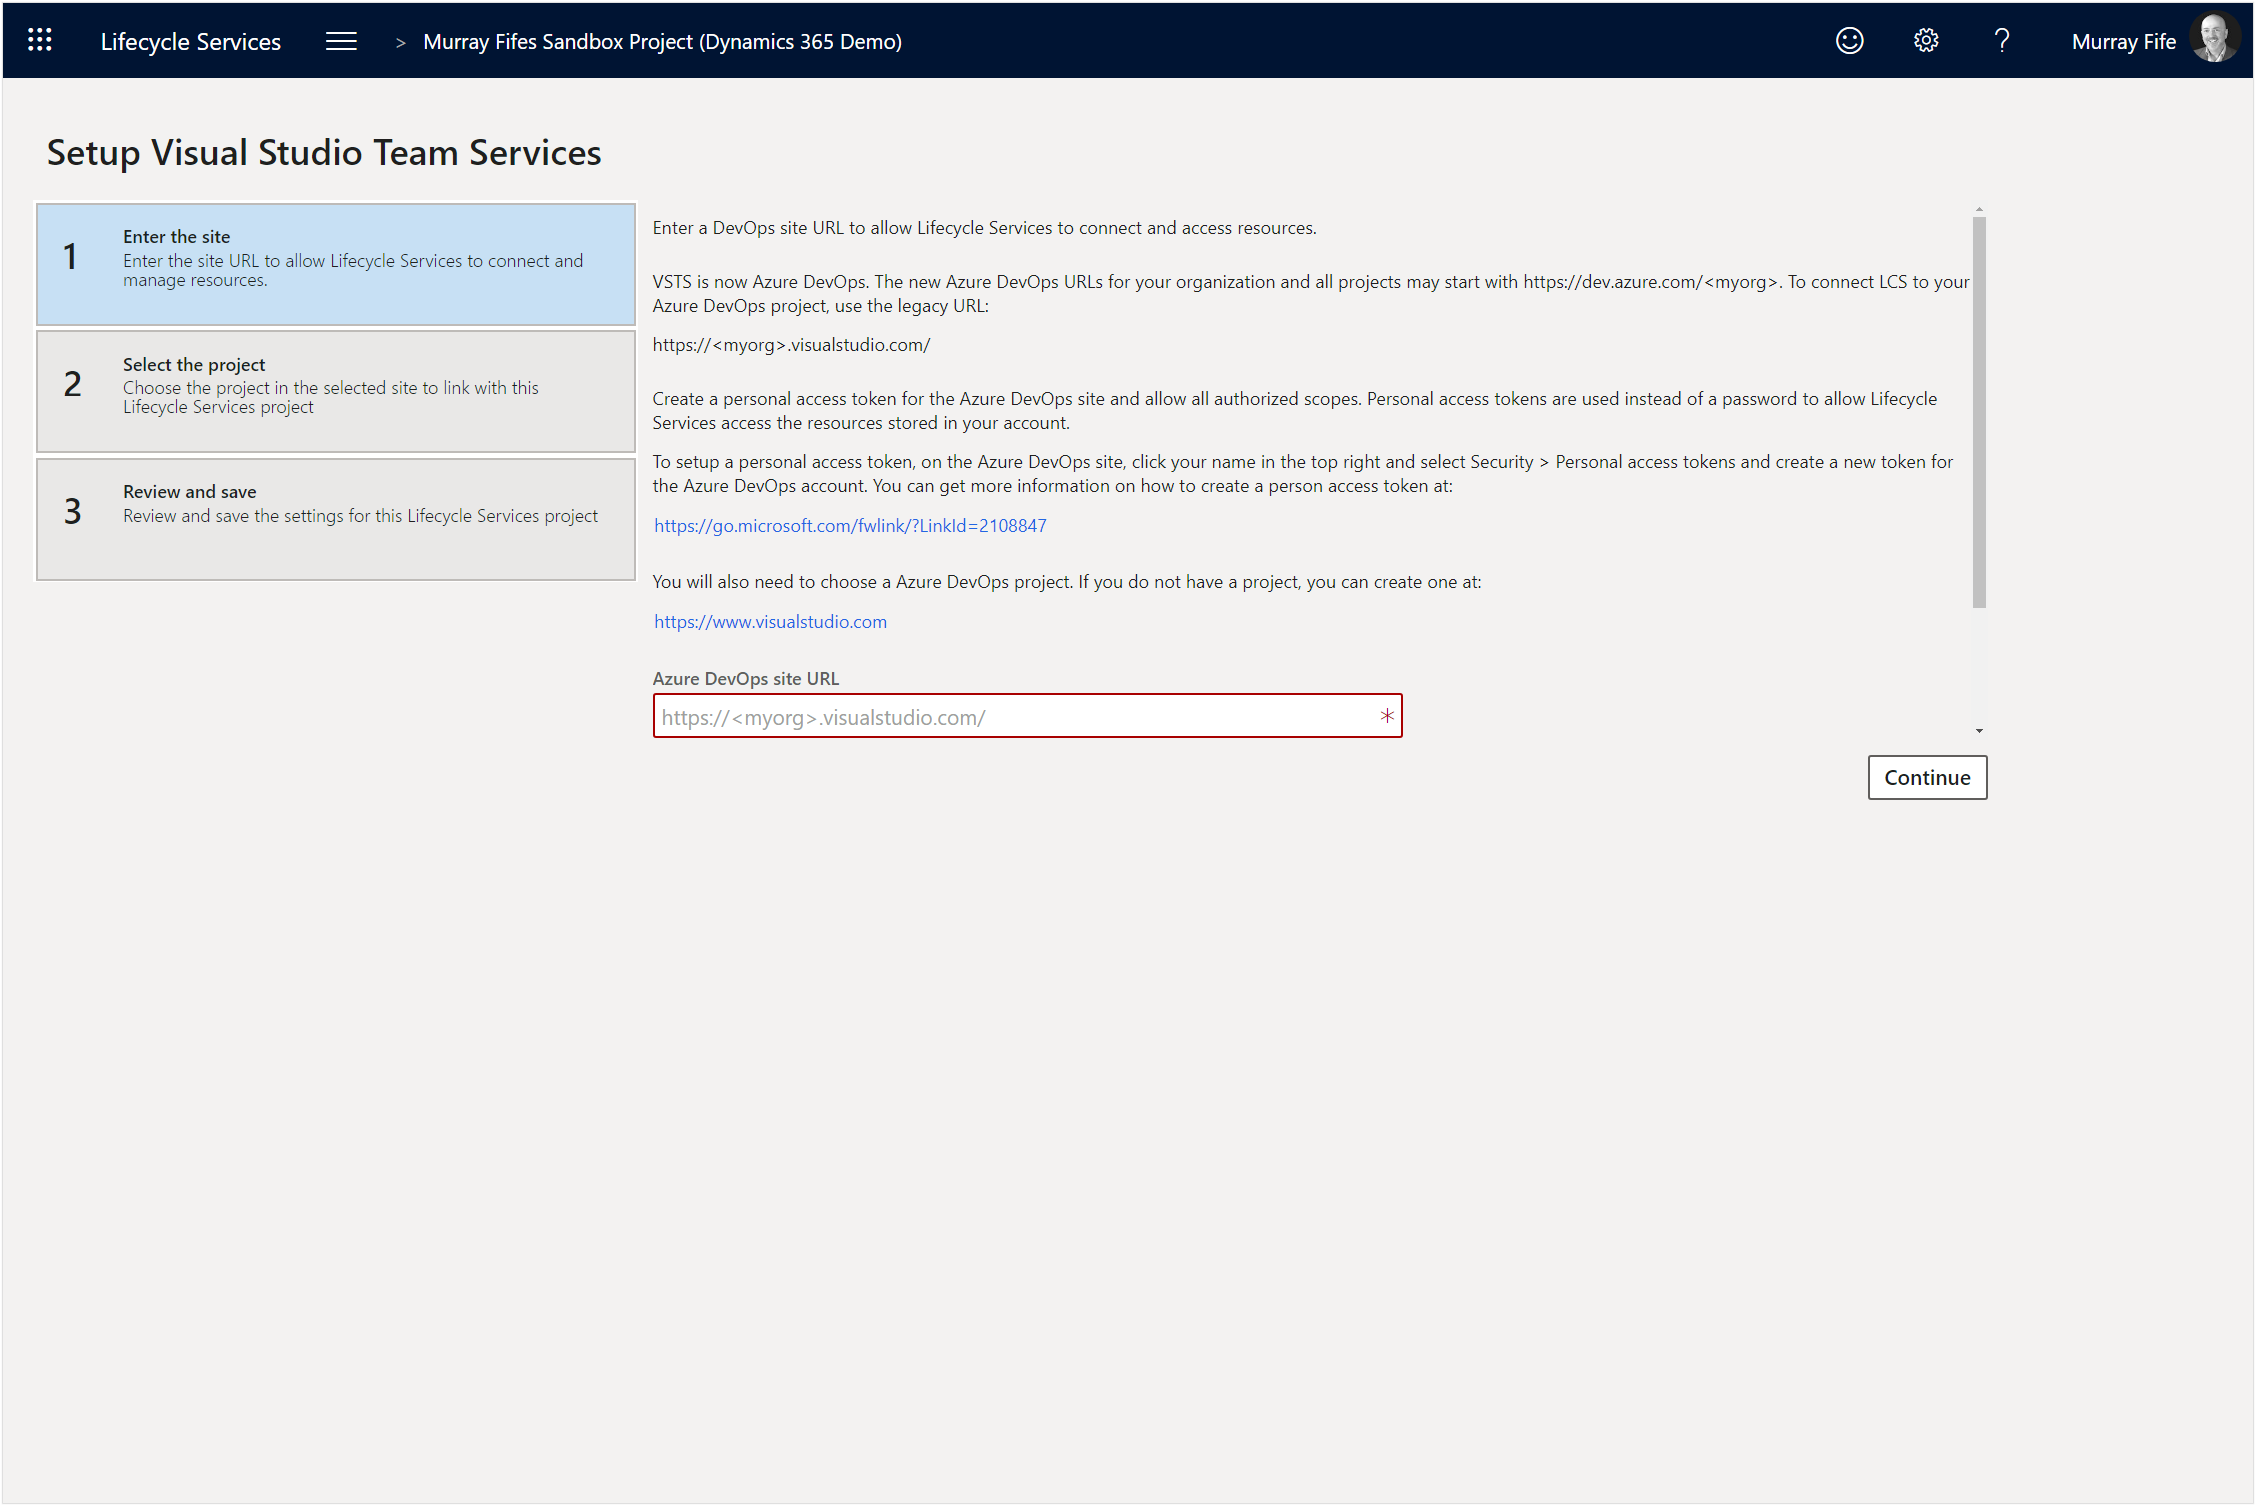 Lifecycle Services > Murray Fifes Sandbox Project (Dynamics 365 Demo) ? Murray Fife
Setup Visual Studio Team Services
1
Enter the site
Enter the site URL to allow Lifecycle Services to connect and
manage resources.
2
Select the project
Choose the project in the selected site to link with this
Lifecycle Services project
3
Review and save
Review and save the settings for this Lifecycle Services project
Enter a DevOps site URL to allow Lifecycle Services to connect and access resources.
VSTS is now Azure DevOps. The new Azure DevOps URLs for your organization and all projects may start with https://dev.azure.com/<myorg>. To connect LCS to your
Azure DevOps project, use the legacy URL:
https://<myorg>.visualstudio.com/
Create a personal access token for the Azure DevOps site and allow all authorized scopes. Personal access tokens are used instead of a password to allow Lifecycle
Services access the resources stored in your account.
To setup a personal access token, on the Azure DevOps site, click your name in the top right and select Security > Personal access tokens and create a new token for
the Azure DevOps account. You can get more information on how to create a person access token at:
https://go.microsoft.com/fwlink/?LinkId=2108847
You will also need to choose a Azure DevOps project. If you do not have a project, you can create one at:
https://www.visualstudio.com
Azure DevOps site URL
https://<myorg>.visualstudio.com/ *
Continue